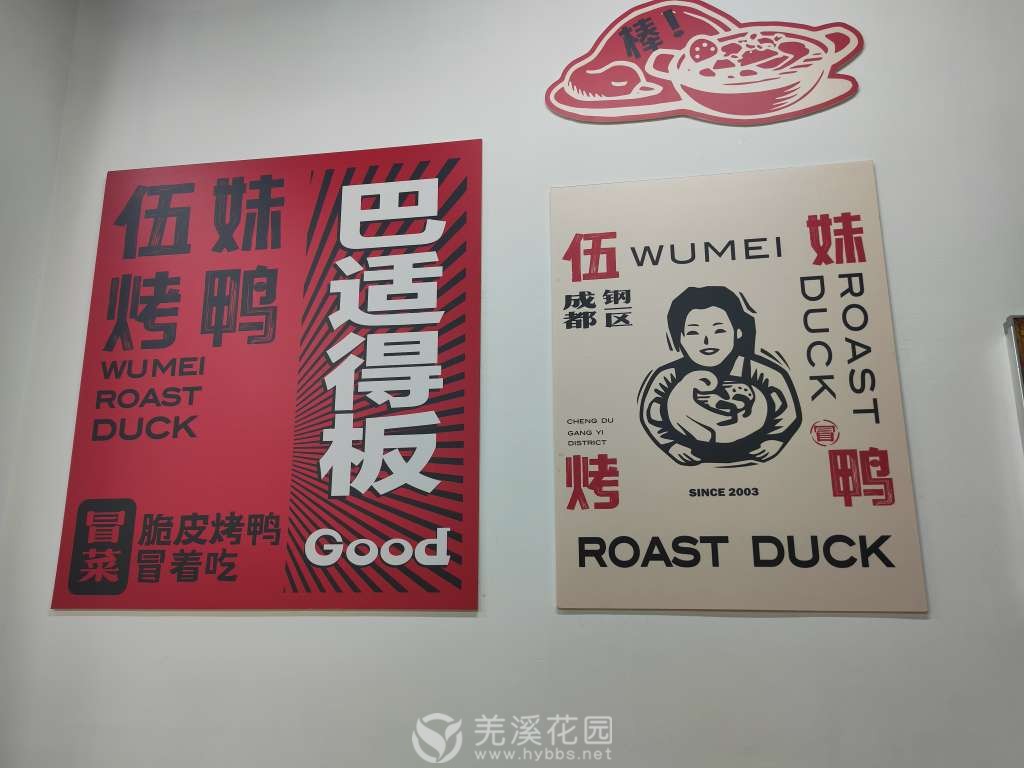 棒!
伍妹
烤鸭
WUMEI
ROAST
DUCK
巴适得板
Good
冒菜
脆皮烤鸭
冒着吃
伍 WUMEI 妹
成都
钢区
ROAST
DUCK
CHENG DU
GANG YI
DISTRICT
冒
烤
鸭
SINCE 2003
ROAST DUCK
羌溪花园
www.hybbs.net